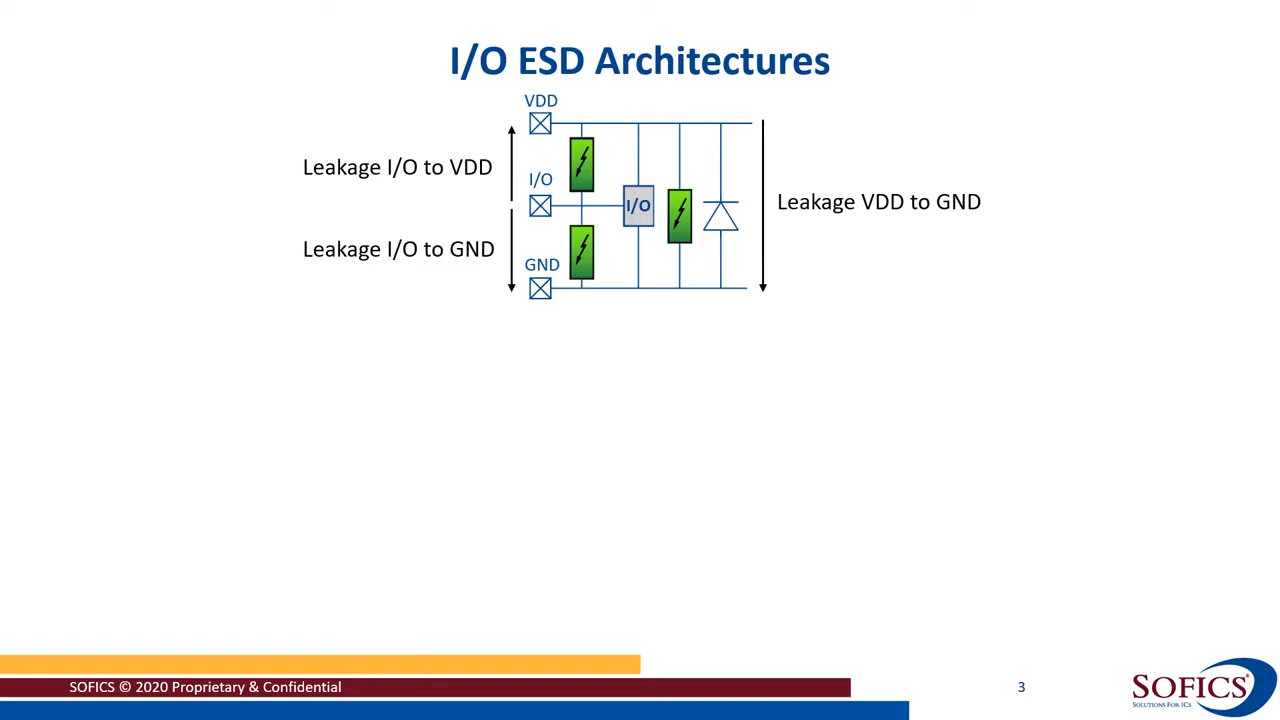 I/O ESD Architectures
VDD
Leakage I/O to VDD
I/O
I/O
Leakage VDD to GND
Leakage I/O to GND
GND
SOFICS © 2020 Proprietary & Confidential
3
SOFICS®
SOLUTIONS FOR ICS